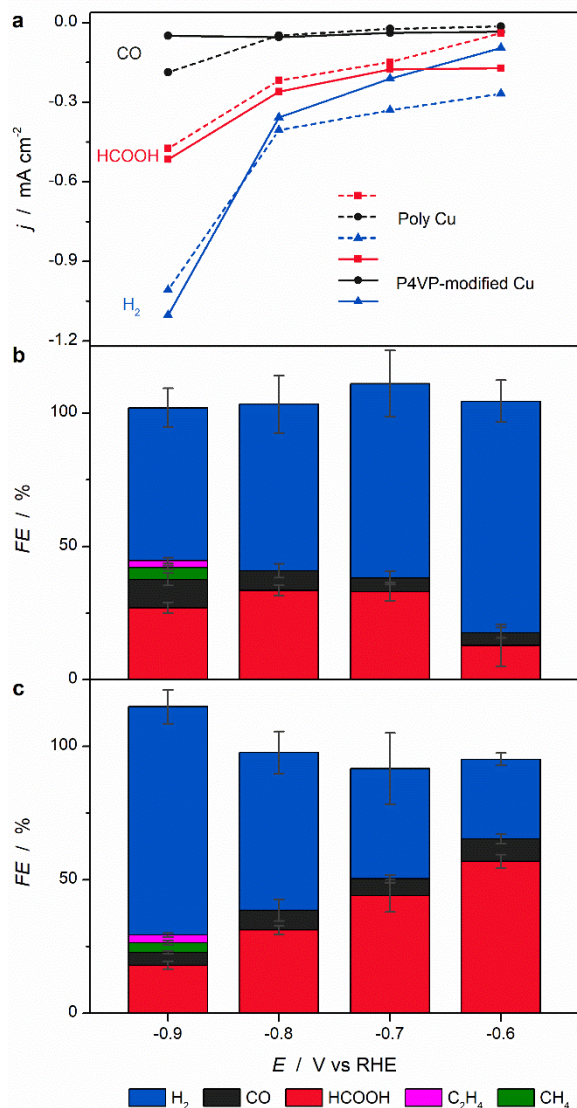 a
0.0
-0.3
-0.6
-0.9
-1.2
j / mA cm⁻²
CO
HCOOH
H₂
Poly Cu
P4VP-modified Cu
b
100
50
0
FE / %
c
100
50
0
FE / %
-0.9 -0.8 -0.7 -0.6
E / V vs RHE
H₂ CO HCOOH C₂H₄ CH₄